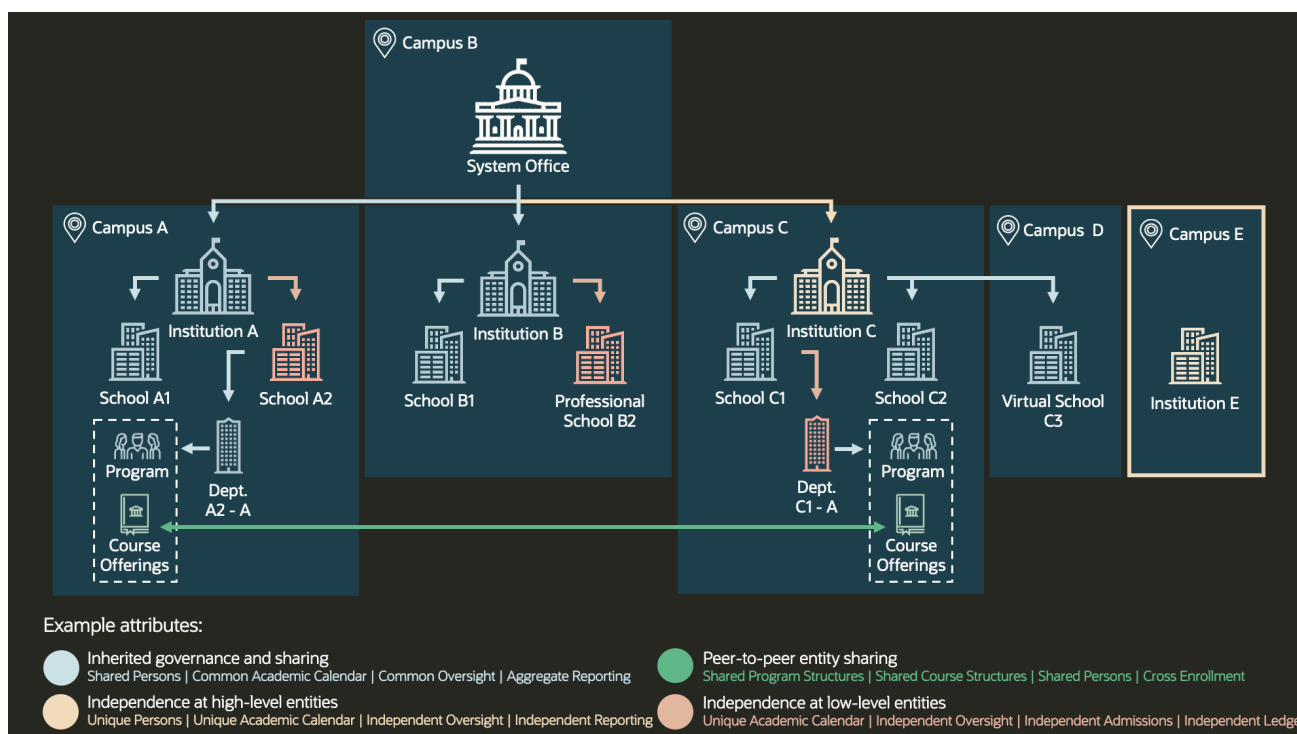 Campus B
System Office
Campus A
Campus C
Campus D
Campus E
Institution A
Institution B
Institution C
School A1
School A2
School B1
Professional
School B2
School C1
School C2
Virtual School
C3
Institution E
Program
Dept.
A2 - A
Course
Offerings
Dept.
C1 - A
Program
Course
Offerings
Example attributes:
Inherited governance and sharing
Shared Persons | Common Academic Calendar | Common Oversight | Aggregate Reporting
Independence at high-level entities
Unique Persons | Unique Academic Calendar | Independent Oversight | Independent Reporting
Peer-to-peer entity sharing
Shared Program Structures | Shared Course Structures | Shared Persons | Cross Enrollment
Independence at low-level entities
Unique Academic Calendar | Independent Oversight | Independent Admissions | Independent Ledge